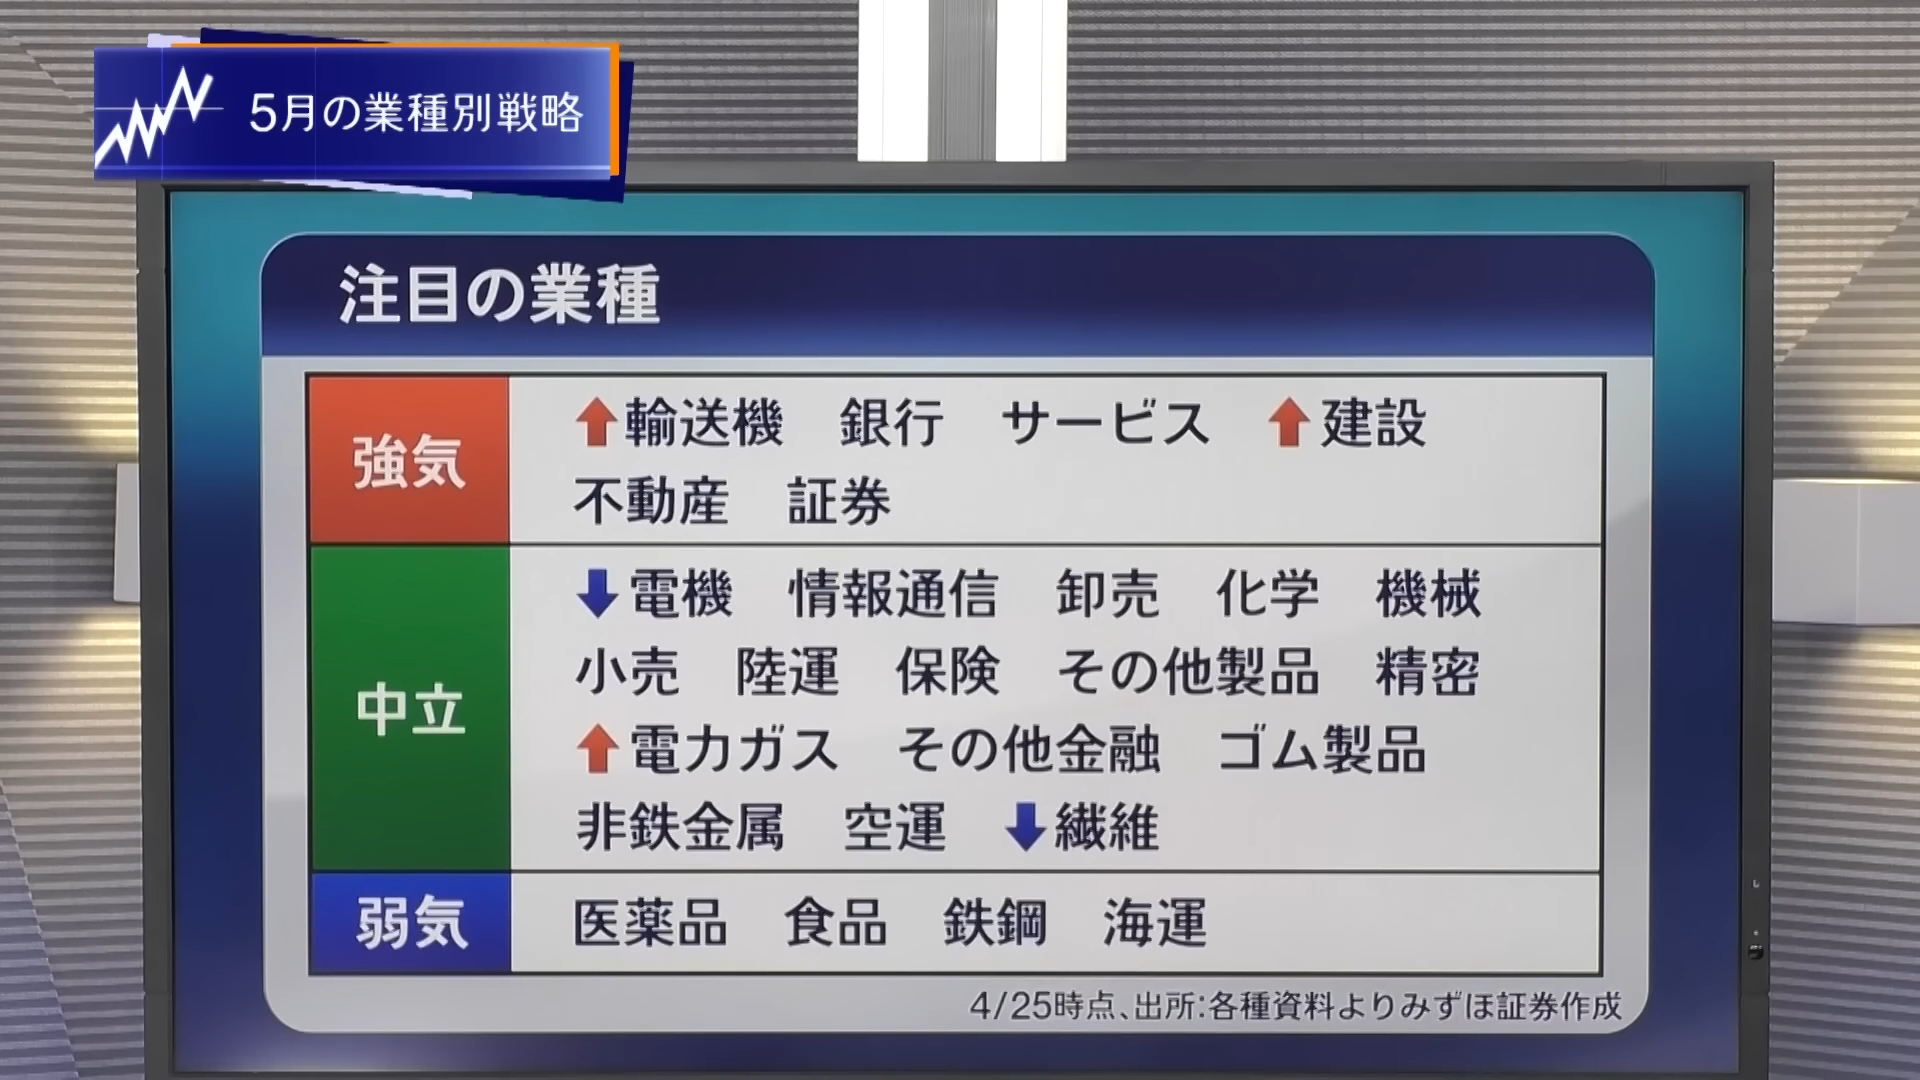 5月の業種別戦略
注目の業種
強気
↑輸送機 銀行 サービス ↑建設
不動産 証券
中立
↓電機 情報通信 卸売 化学 機械
小売 陸運 保険 その他製品 精密
↑電力ガス その他金融 ゴム製品
非鉄金属 空運 ↓繊維
弱気
医薬品 食品 鉄鋼 海運
4/25時点、出所:各種資料よりみずほ証券作成